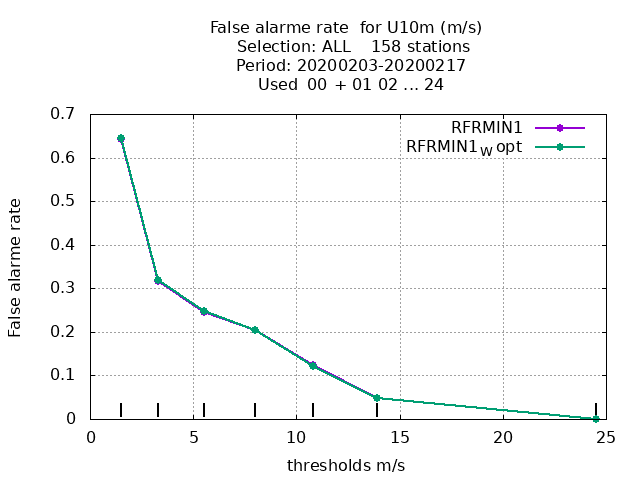 False alarme rate  for U10m (m/s)
Selection: ALL    158 stations
Period: 20200203-20200217
Used  00  + 01 02 ... 24
RFRMIN1
RFRMIN1W opt
0.7
0.6
0.5
0.4
0.3
0.2
0.1
0
False alarme rate
0 5 10 15 20 25
thresholds m/s